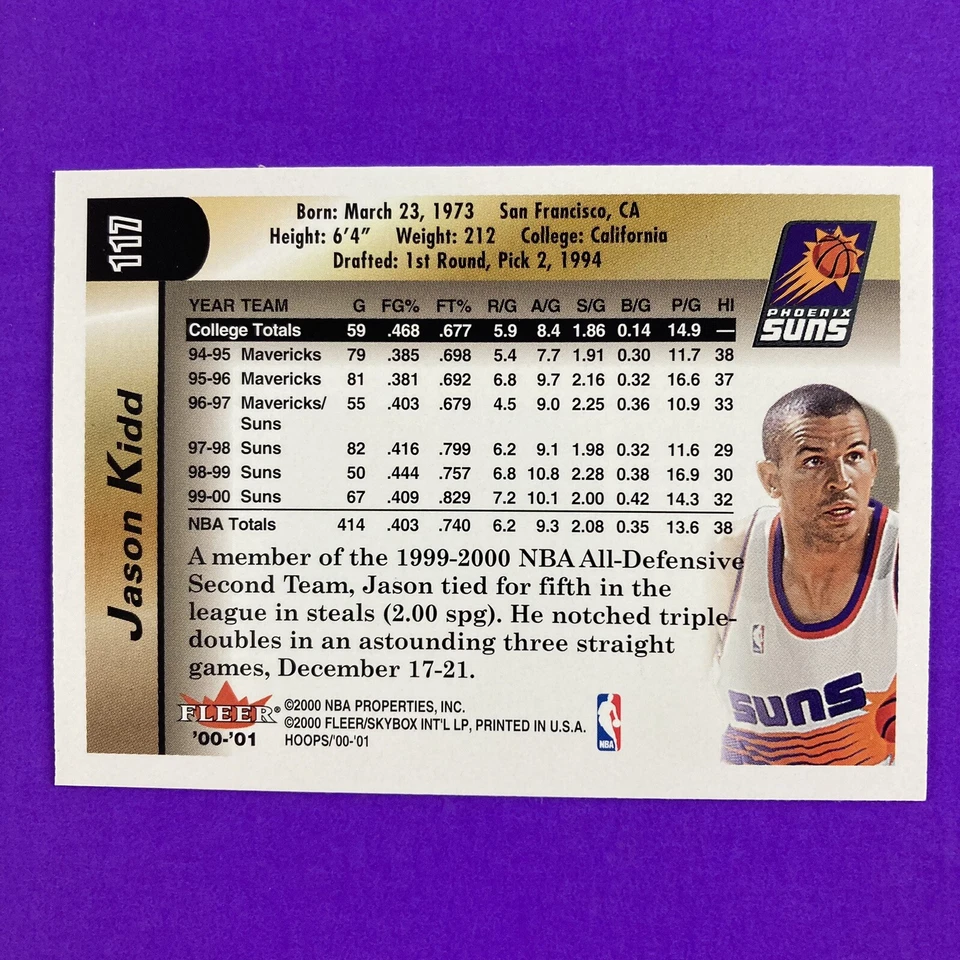 117
Born: March 23, 1973 San Francisco, CA
Height: 6'4" Weight: 212 College: California
Drafted: 1st Round, Pick 2, 1994
PHOENIX
SUNS
Jason Kidd
YEAR TEAM G FG% FT% R/G A/G S/G B/G P/G HI
College Totals 59 .468 .677 5.9 8.4 1.86 0.14 14.9 —
94-95 Mavericks 79 .385 .698 5.4 7.7 1.91 0.30 11.7 38
95-96 Mavericks 81 .381 .692 6.8 9.7 2.16 0.32 16.6 37
96-97 Mavericks/ 55 .403 .679 4.5 9.0 2.25 0.36 10.9 33
Suns
97-98 Suns 82 .416 .799 6.2 9.1 1.98 0.32 11.6 29
98-99 Suns 50 .444 .757 6.8 10.8 2.28 0.38 16.9 30
99-00 Suns 67 .409 .829 7.2 10.1 2.00 0.42 14.3 32
NBA Totals 414 .403 .740 6.2 9.3 2.08 0.35 13.6 38
A member of the 1999-2000 NBA All-Defensive
Second Team, Jason tied for fifth in the
league in steals (2.00 spg). He notched triple-
doubles in an astounding three straight
games, December 17-21.
FLEER®
'00-'01
©2000 NBA PROPERTIES, INC.
©2000 FLEER/SKYBOX INT'L LP, PRINTED IN U.S.A.
HOOPS/'00-'01
NBA
SUNS